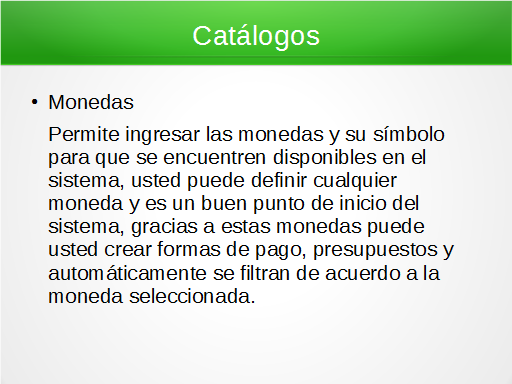 Catálogos
• Monedas
Permite ingresar las monedas y su símbolo
para que se encuentren disponibles en el
sistema, usted puede definir cualquier
moneda y es un buen punto de inicio del
sistema, gracias a estas monedas puede
usted crear formas de pago, presupuestos y
automáticamente se filtran de acuerdo a la
moneda seleccionada.